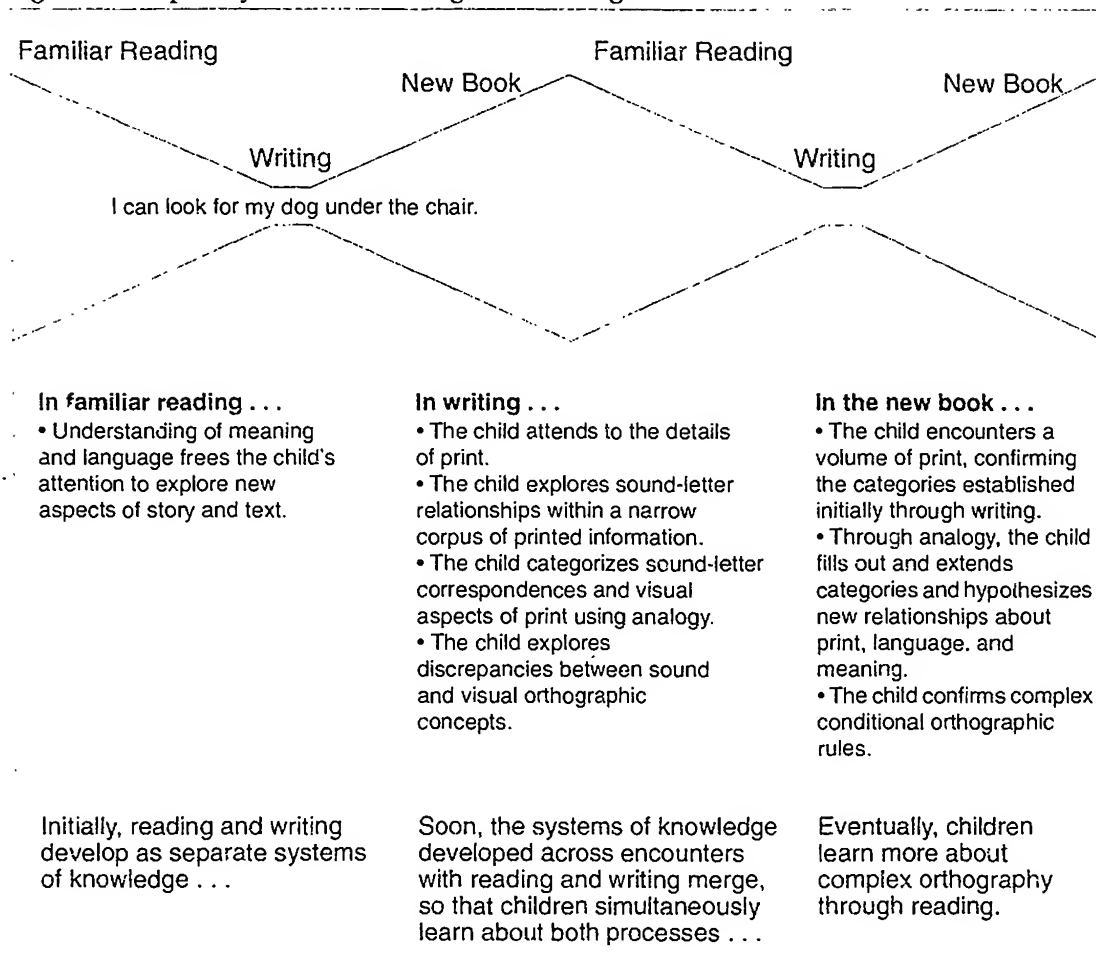 Familiar Reading
Familiar Reading
New Book
New Book
Writing
Writing
I can look for my dog under the chair.
In familiar reading . . .
• Understanding of meaning
and language frees the child's
attention to explore new
aspects of story and text.
In writing . . .
• The child attends to the details
of print.
• The child explores sound-letter
relationships within a narrow
corpus of printed information.
• The child categorizes sound-letter
correspondences and visual
aspects of print using analogy.
• The child explores
discrepancies between sound
and visual orthographic
concepts.
In the new book . . .
• The child encounters a
volume of print, confirming
the categories established
initially through writing.
• Through analogy, the child
fills out and extends
categories and hypothesizes
new relationships about
print, language. and
meaning.
• The child confirms complex
conditional orthographic
rules.
Initially, reading and writing
develop as separate systems
of knowledge . . .
Soon, the systems of knowledge
developed across encounters
with reading and writing merge,
so that children simultaneously
learn about both processes . . .
Eventually, children
learn more about
complex orthography
through reading.